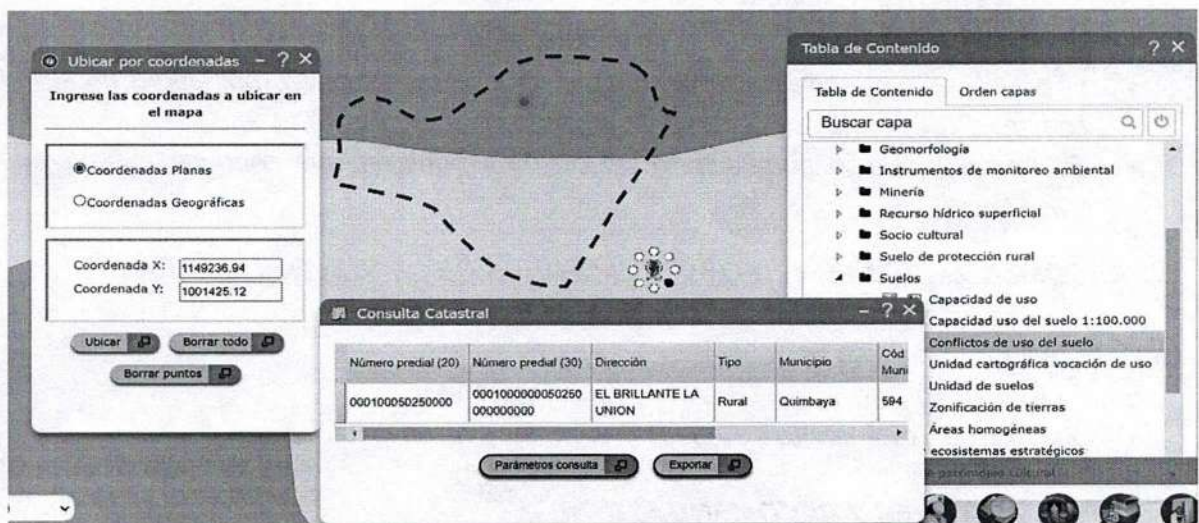 Ubicar por coordenadas – ? ×
Ingrese las coordenadas a ubicar en
el mapa
Coordenadas Planas
Coordenadas Geográficas
Coordenada X: 1149236.94
Coordenada Y: 1001425.12
Ubicar
Borrar todo
Borrar puntos
Tabla de Contenido ? ×
Tabla de Contenido
Orden capas
Buscar capa
Geomorfología
Instrumentos de monitoreo ambiental
Minería
Recurso hídrico superficial
Socio cultural
Suelo de protección rural
Suelos
Capacidad de uso
Capacidad uso del suelo 1:100.000
Conflictos de uso del suelo
Unidad cartográfica vocación de uso
Unidad de suelos
Zonificación de tierras
Áreas homogéneas
ecosistemas estratégicos
Consulta Catastral – ? ×
Número predial (20) Número predial (30) Dirección Tipo Municipio Cód
000100050250000 0001000000050250 EL BRILLANTE LA Rural Quimbaya 594
000000000 UNION
Parámetros consulta
Exportar